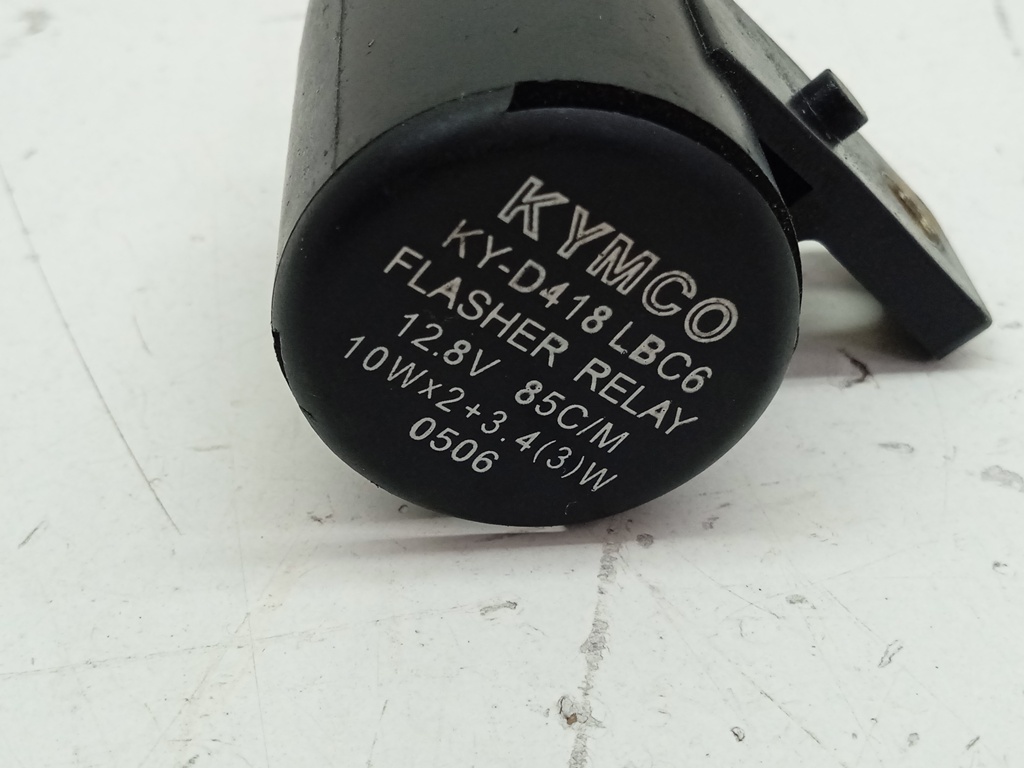 KYMCO
KY-D418 LBC6
FLASHER RELAY
12.8V 85C/M
10Wx2+3.4(3)W
0506